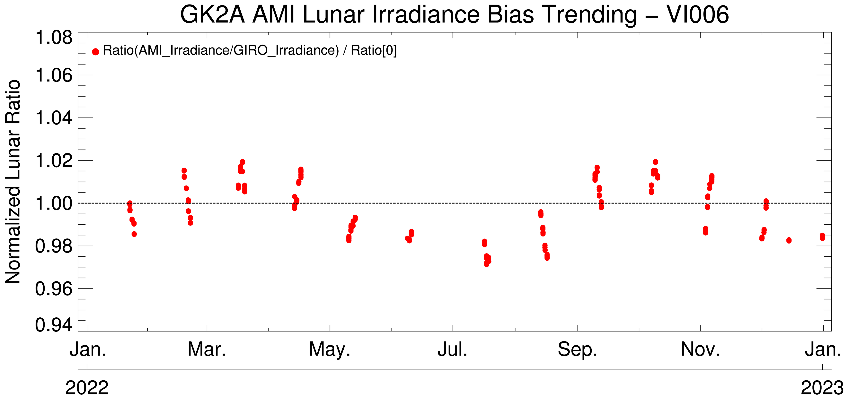 GK2A AMI Lunar Irradiance Bias Trending − VI006
Ratio(AMI_Irradiance/GIRO_Irradiance) / Ratio[0]
Normalized Lunar Ratio
1.08
1.06
1.04
1.02
1.00
0.98
0.96
0.94
Jan. Mar. May. Jul. Sep. Nov. Jan.
2022 2023